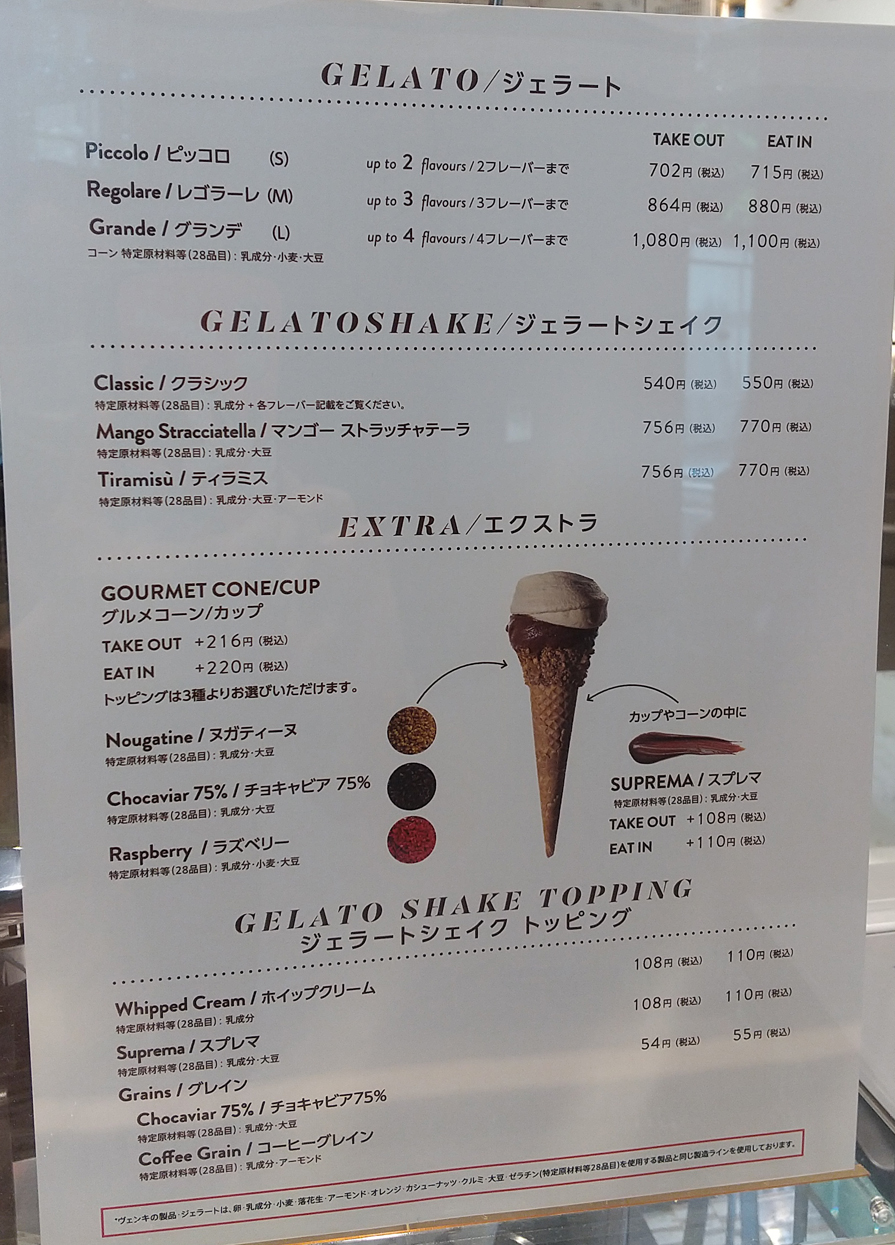 GELATO/ジェラート
TAKE OUT EAT IN
Piccolo / ピッコロ (S) up to 2 flavours / 2フレーバーまで 702円 (税込) 715円 (税込)
Regolare / レゴラーレ (M) up to 3 flavours / 3フレーバーまで 864円 (税込) 880円 (税込)
Grande / グランデ (L) up to 4 flavours / 4フレーバーまで 1,080円 (税込) 1,100円 (税込)
コーン 特定原材料等(28品目) : 乳成分・小麦・大豆
GELATOSHAKE/ジェラートシェイク
Classic / クラシック 540円 (税込) 550円 (税込)
特定原材料等(28品目) : 乳成分 + 各フレーバー記載をご覧ください。
Mango Stracciatella / マンゴー ストラッチャテーラ 756円 (税込) 770円 (税込)
特定原材料等(28品目) : 乳成分・大豆
Tiramisù / ティラミス 756円 (税込) 770円 (税込)
特定原材料等(28品目) : 乳成分・大豆・アーモンド
EXTRA/エクストラ
GOURMET CONE/CUP
グルメコーン/カップ
TAKE OUT +216円 (税込)
EAT IN +220円 (税込)
トッピングは3種よりお選びいただけます。
Nougatine / ヌガティーヌ
特定原材料等(28品目) : 乳成分・大豆
Chocaviar 75% / チョキャビア 75%
特定原材料等(28品目) : 乳成分・大豆
Raspberry / ラズベリー
特定原材料等(28品目) : 乳成分・小麦・大豆
カップやコーンの中に
SUPREMA / スプレマ
特定原材料等(28品目) : 乳成分・大豆
TAKE OUT +108円 (税込)
EAT IN +110円 (税込)
GELATO SHAKE TOPPING
ジェラートシェイク トッピング
Whipped Cream / ホイップクリーム 108円 (税込) 110円 (税込)
特定原材料等(28品目) : 乳成分
Suprema / スプレマ 108円 (税込) 110円 (税込)
特定原材料等(28品目) : 乳成分・大豆
Grains / グレイン 54円 (税込) 55円 (税込)
Chocaviar 75% / チョキャビア75%
特定原材料等(28品目) : 乳成分・大豆
Coffee Grain / コーヒーグレイン
特定原材料等(28品目) : 乳成分・アーモンド
*ヴェンキの製品・ジェラートは、卵・乳成分・小麦・落花生・アーモンド・オレンジ・カシューナッツ・クルミ・大豆・ゼラチン(特定原材料等28品目)を使用する製品と同じ製造ラインを使用しております。